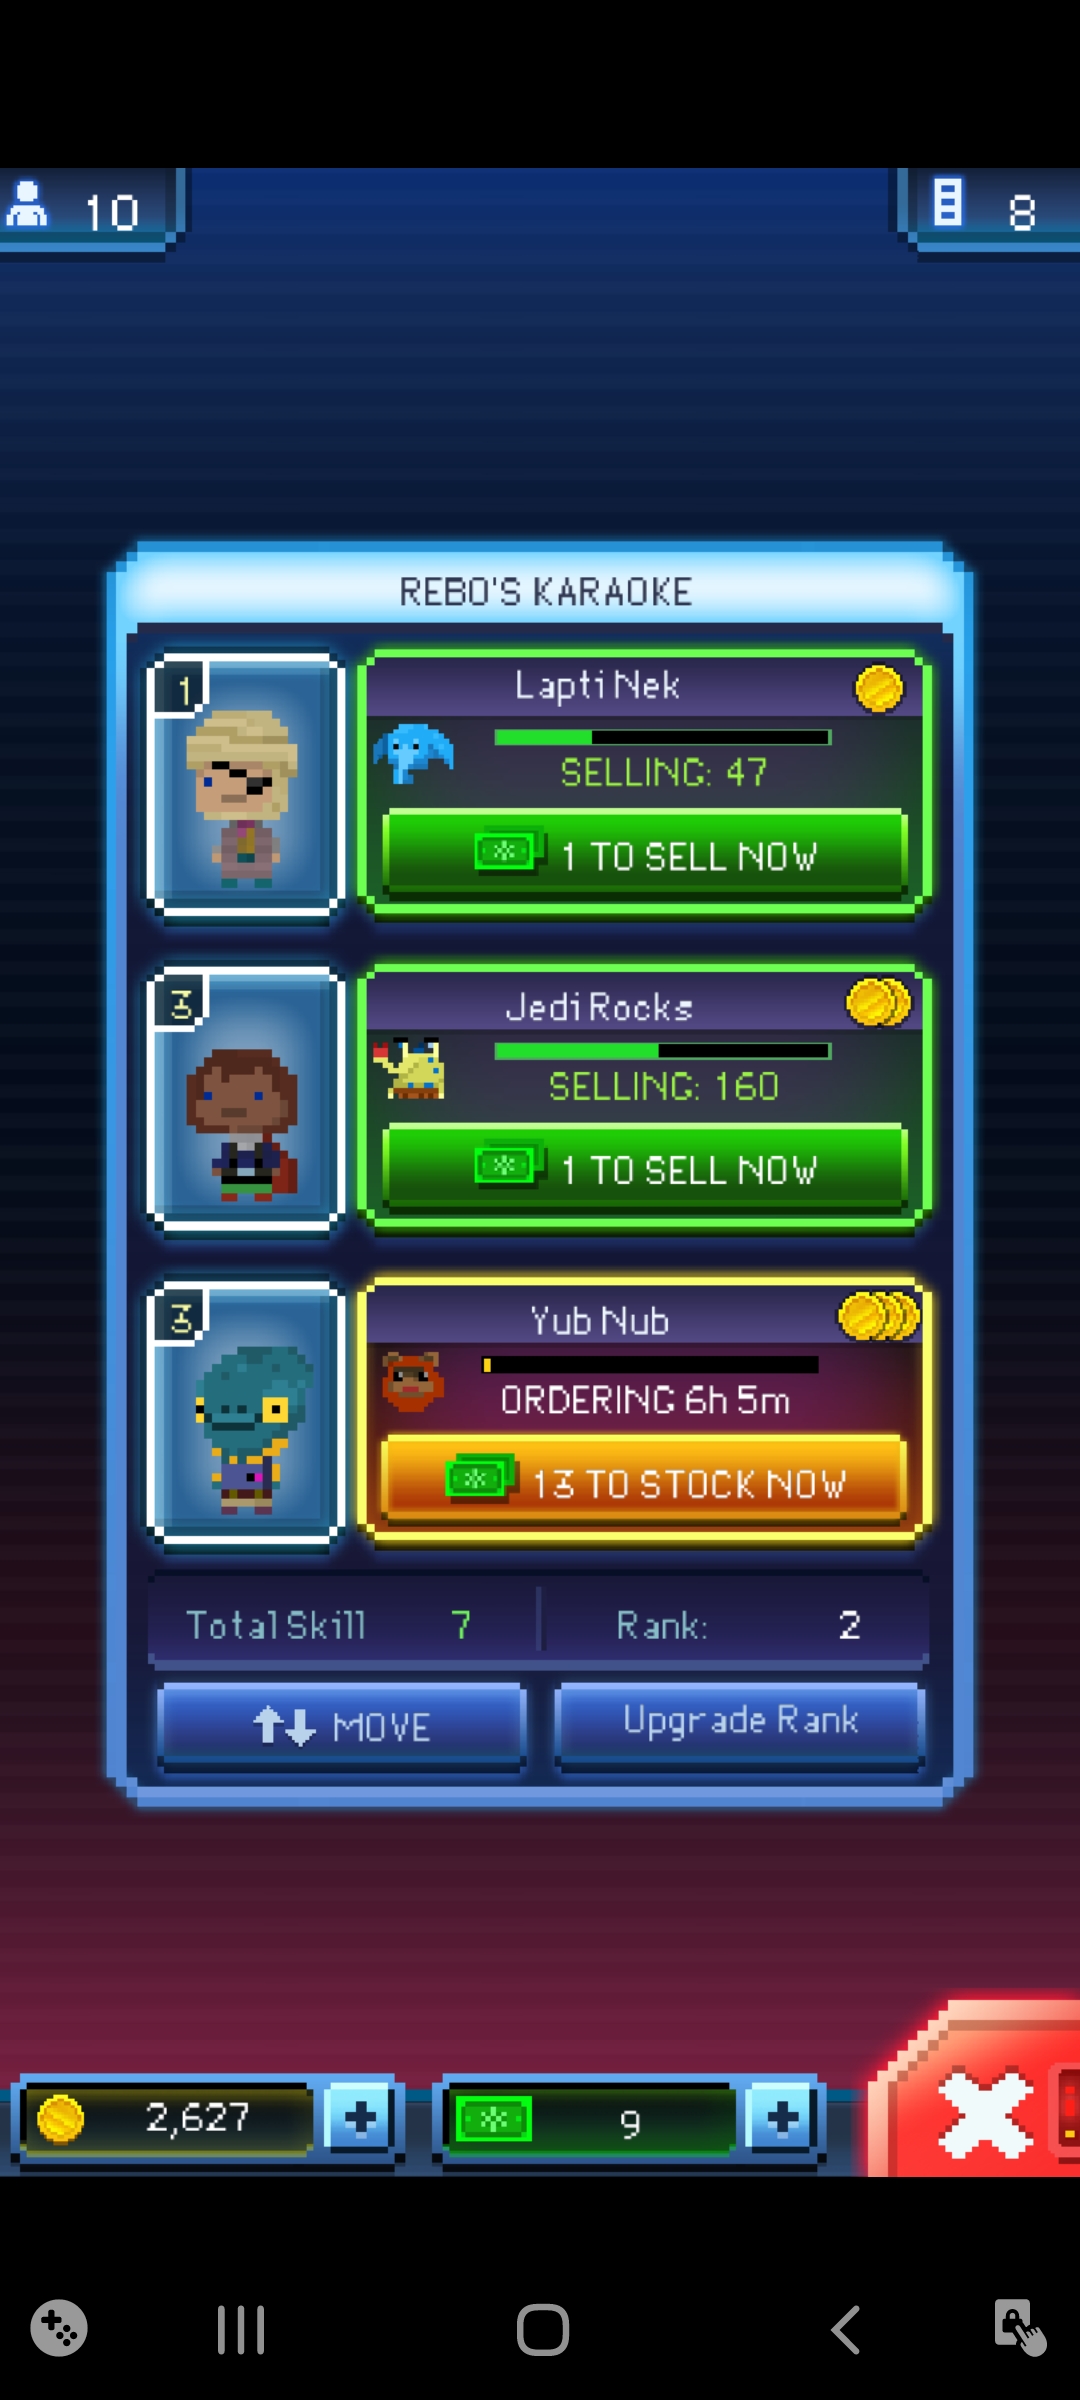 10
8
REBO'S KARAOKE
1
Lapti Nek
SELLING: 47
1 TO SELL NOW
3
Jedi Rocks
SELLING: 160
1 TO SELL NOW
3
Yub Nub
ORDERING 6h 5m
13 TO STOCK NOW
Total Skill 7
Rank: 2
MOVE
Upgrade Rank
2,627
9